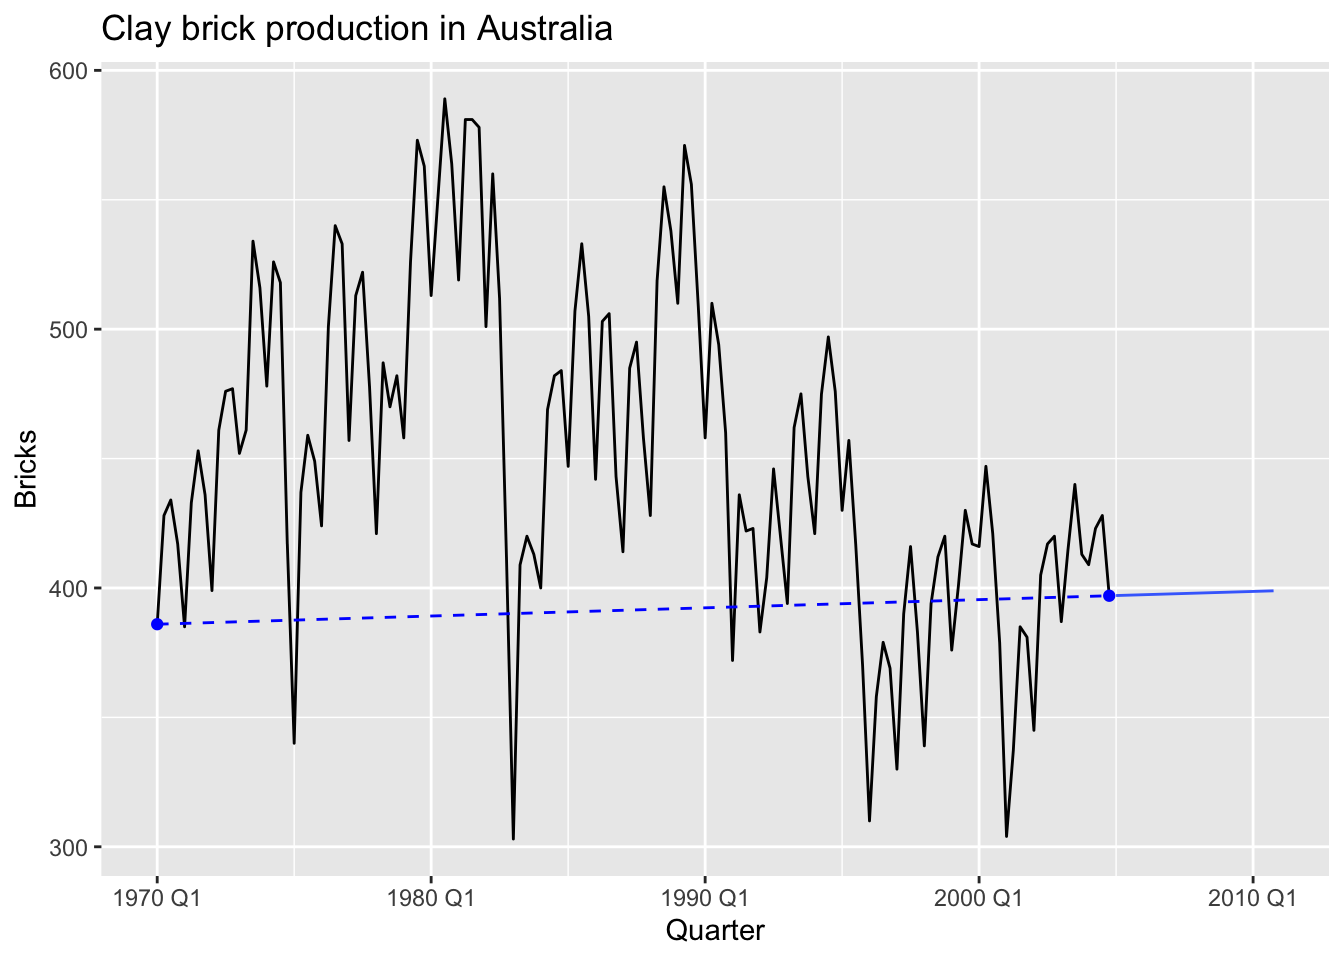 Clay brick production in Australia
600
500
400
300
Bricks
1970 Q1
1980 Q1
1990 Q1
2000 Q1
2010 Q1
Quarter